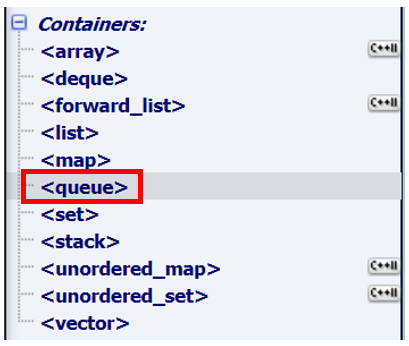 Containers:
<array> C++11
<deque>
<forward_list> C++11
<list>
<map>
<queue>
<set>
<stack>
<unordered_map> C++11
<unordered_set> C++11
<vector>